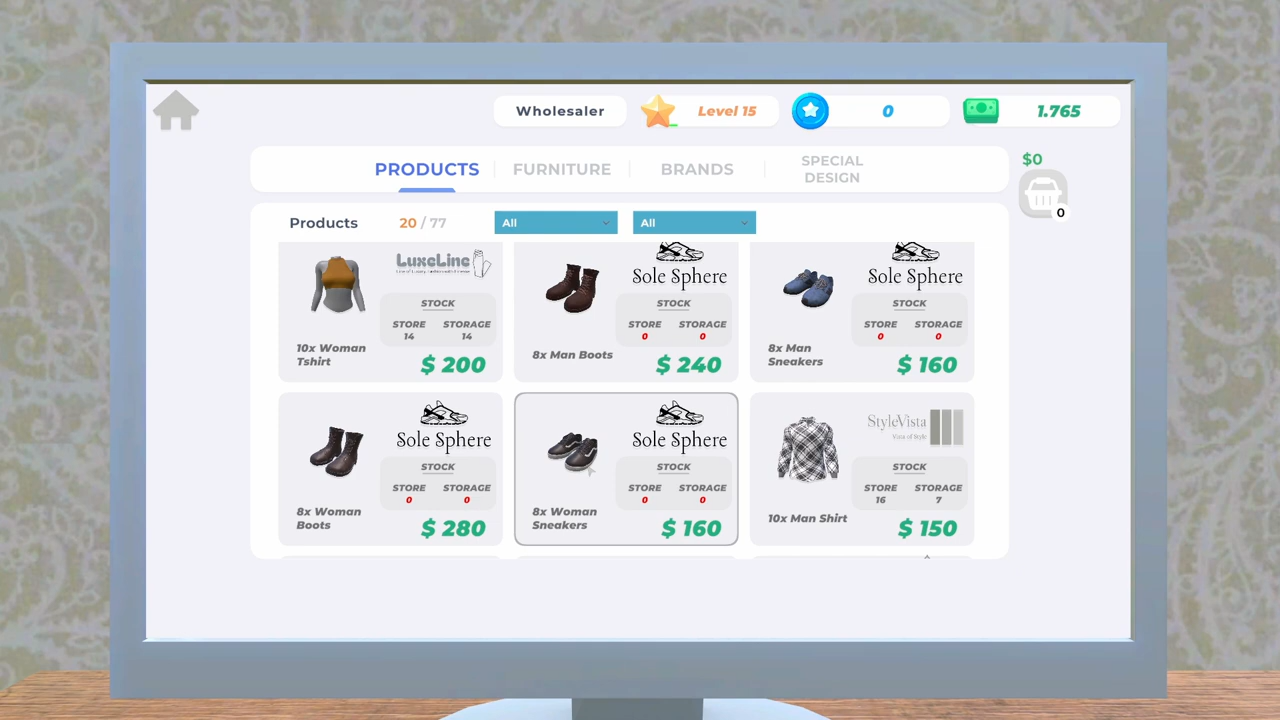 Wholesaler
Level 15
0
1.765
PRODUCTS
FURNITURE
BRANDS
SPECIAL
DESIGN
$0
0
Products
20 / 77
All
All
LuxeLine
STOCK
STORE
STORAGE
14
14
10x Woman
Tshirt
$ 200
Sole Sphere
STOCK
STORE
STORAGE
0
0
8x Man Boots
$ 240
Sole Sphere
STOCK
STORE
STORAGE
0
0
8x Man
Sneakers
$ 160
Sole Sphere
STOCK
STORE
STORAGE
0
0
8x Woman
Boots
$ 280
Sole Sphere
STOCK
STORE
STORAGE
0
0
8x Woman
Sneakers
$ 160
StyleVista
Vista of Style
STOCK
STORE
STORAGE
16
7
10x Man Shirt
$ 150